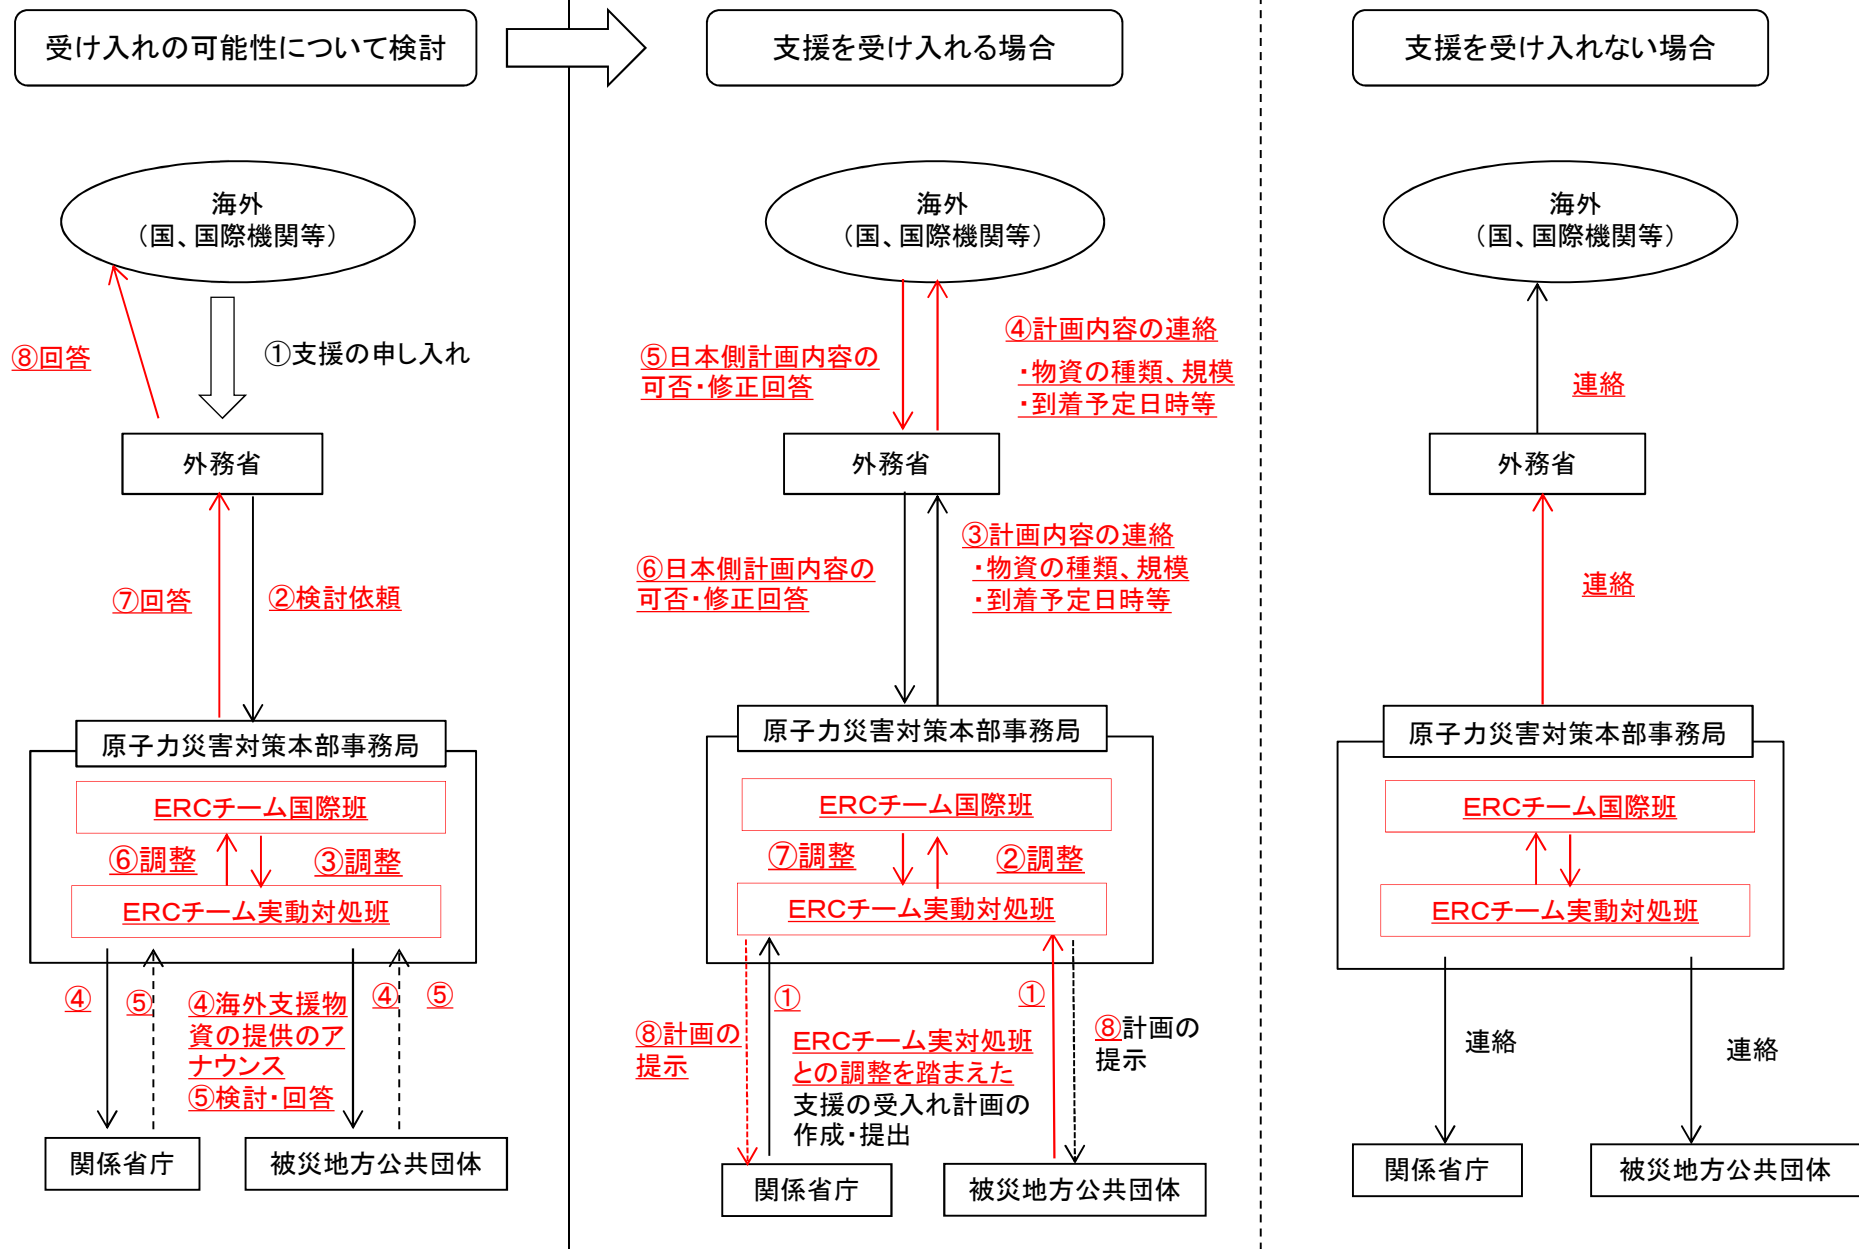 受け入れの可能性について検討
海外
（国、国際機関等）
⑧回答
①支援の申し入れ
外務省
⑦回答
②検討依頼
原子力災害対策本部事務局
ERCチーム国際班
⑥調整
③調整
ERCチーム実動対処班
④
⑤
④海外支援物
資の提供のア
ナウンス
⑤検討・回答
④
⑤
関係省庁
被災地方公共団体
支援を受け入れる場合
海外
（国、国際機関等）
⑤日本側計画内容の
可否・修正回答
④計画内容の連絡
・物資の種類、規模
・到着予定日時等
外務省
⑥日本側計画内容の
可否・修正回答
③計画内容の連絡
・物資の種類、規模
・到着予定日時等
原子力災害対策本部事務局
ERCチーム国際班
⑦調整
②調整
ERCチーム実動対処班
⑧計画の
提示
①
ERCチーム実対処班
との調整を踏まえた
支援の受入れ計画の
作成・提出
①
⑧計画の
提示
関係省庁
被災地方公共団体
支援を受け入れない場合
海外
（国、国際機関等）
連絡
外務省
連絡
原子力災害対策本部事務局
ERCチーム国際班
ERCチーム実動対処班
連絡
連絡
関係省庁
被災地方公共団体